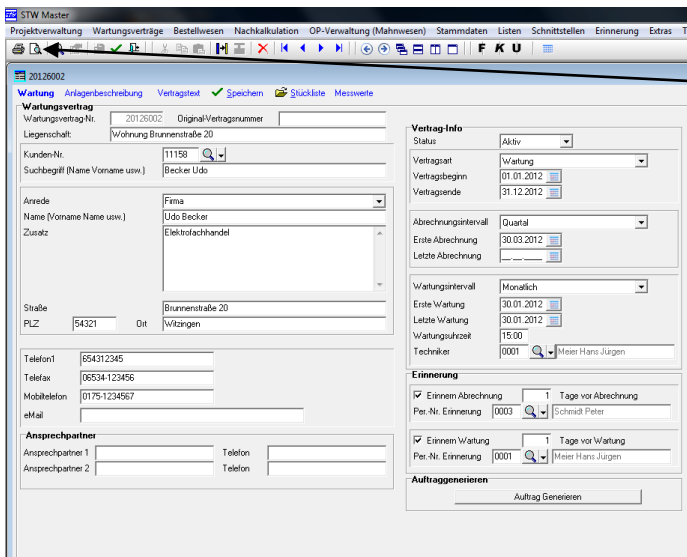 STW Master
Projektverwaltung Wartungsverträge Bestellwesen Nachkalkulation OP-Verwaltung (Mahnwesen) Stammdaten Listen Schnittstellen Erinnerung Extras T
F K U
20126002
Wartung Anlagenbeschreibung Vertragstext Speichern Stückliste Messwerte
Wartungsvertrag
Wartungsvertrag-Nr. 20126002 Original-Vertragsnummer
Liegenschaft: Wohnung Brunnenstraße 20
Kunden-Nr. 11158
Suchbegriff (Name Vorname usw.) Becker Udo
Anrede Firma
Name (Vorname Name usw.) Udo Becker
Zusatz Elektrofachhandel
Straße Brunnenstraße 20
PLZ 54321 Ort Witzingen
Telefon1 654312345
Telefax 06534-123456
Mobiltelefon 0175-1234567
eMail
Ansprechpartner
Ansprechpartner 1 Telefon
Ansprechpartner 2 Telefon
Vertrag-Info
Status Aktiv
Vertragsart Wartung
Vertragsbeginn 01.01.2012
Vertragsende 31.12.2012
Abrechnungsintervall Quartal
Erste Abrechnung 30.03.2012
Letzte Abrechnung __.__.____
Wartungsintervall Monatlich
Erste Wartung 30.01.2012
Letzte Wartung 30.01.2012
Wartungsuhrzeit 15:00
Techniker 0001 Meier Hans Jürgen
Erinnerung
Erinnern Abrechnung 1 Tage vor Abrechnung
Per.-Nr. Erinnerung 0003 Schmidt Peter
Erinnern Wartung 1 Tage vor Wartung
Per.-Nr. Erinnerung 0001 Meier Hans Jürgen
Auftraggenerieren
Auftrag Generieren